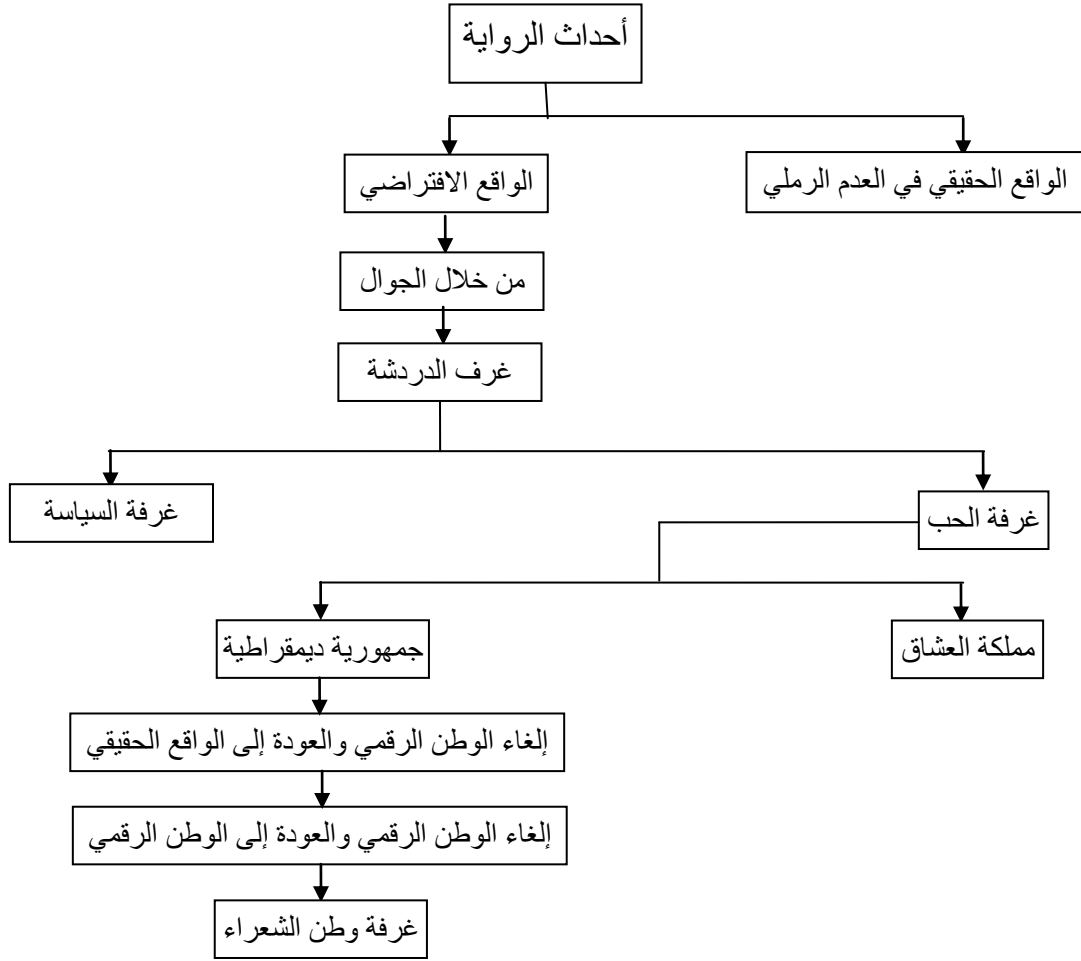 أحداث الرواية
الواقع الحقيقي في العدم الرملي
الواقع الافتراضي
من خلال الجوال
غرف الدردشة
غرفة الحب
غرفة السياسة
مملكة العشاق
جمهورية ديمقراطية
إلغاء الوطن الرقمي والعودة إلى الواقع الحقيقي
إلغاء الوطن الرقمي والعودة إلى الوطن الرقمي
غرفة وطن الشعراء